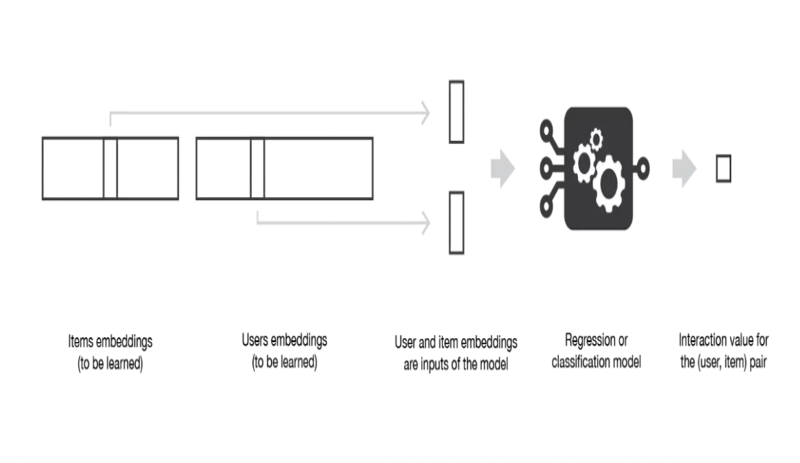 Items embeddings
(to be learned)
Users embeddings
(to be learned)
User and item embeddings
are inputs of the model
Regression or
classification model
Interaction value for
the (user, item) pair